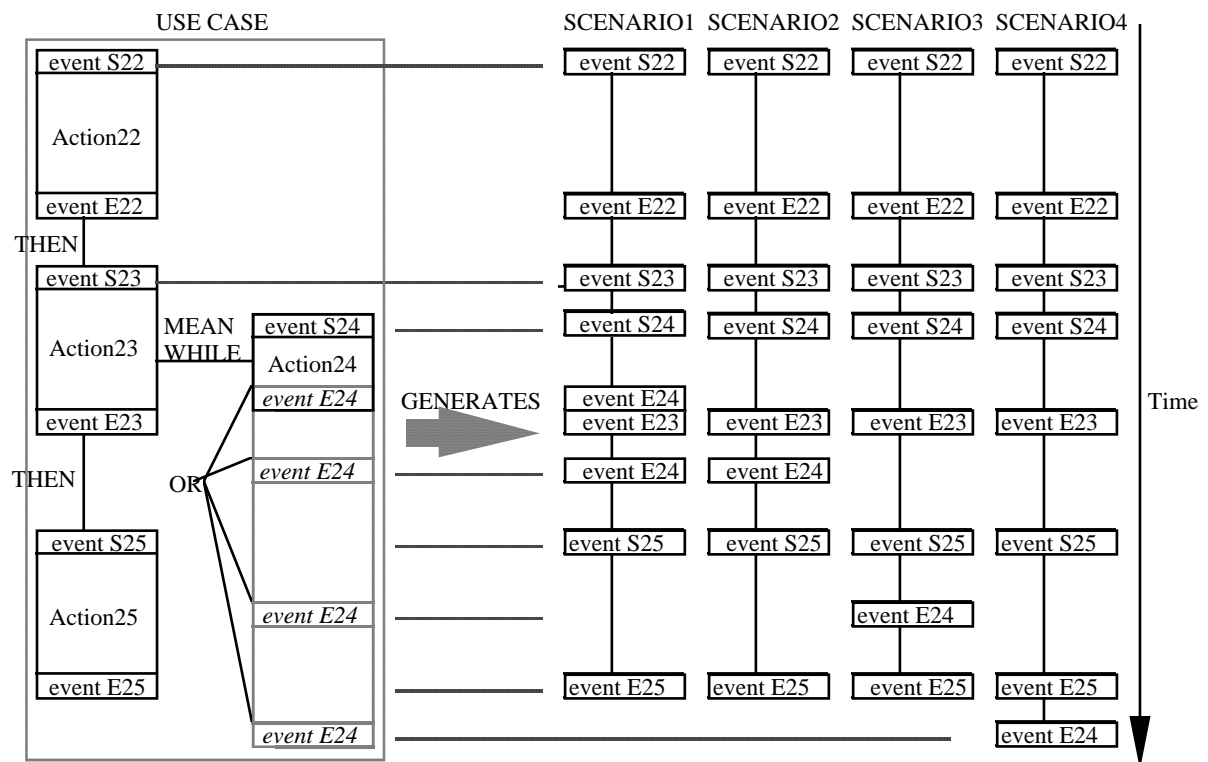 USE CASE
SCENARIO1 SCENARIO2 SCENARIO3 SCENARIO4
event S22
event S22 event S22 event S22 event S22
Action22
event E22
event E22 event E22 event E22 event E22
THEN
event S23
event S23 event S23 event S23 event S23
MEAN
WHILE
event S24
event S24 event S24 event S24 event S24
Action23
Action24
event E24
GENERATES
event E24
Time
event E23
event E23 event E23 event E23 event E23
THEN
OR
event E24
event E24 event E24
event S25
event S25 event S25 event S25 event S25
Action25
event E24
event E24
event E25
event E25 event E25 event E25 event E25
event E24
event E24